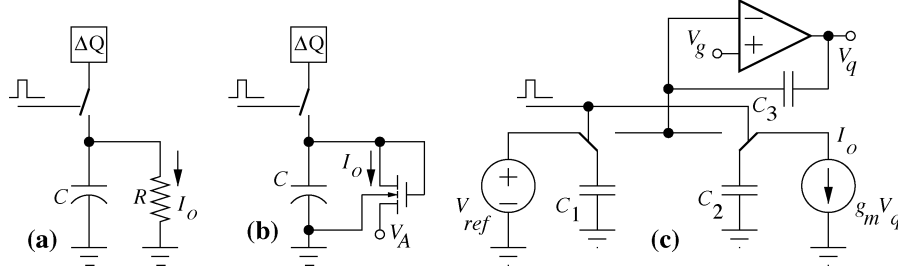 ΔQ
C
R
I_o
(a)
ΔQ
C
I_o
V_A
(b)
V_g
−
+
V_q
C_3
+
−
V_ref
C_1
C_2
I_o
g_m V_q
(c)